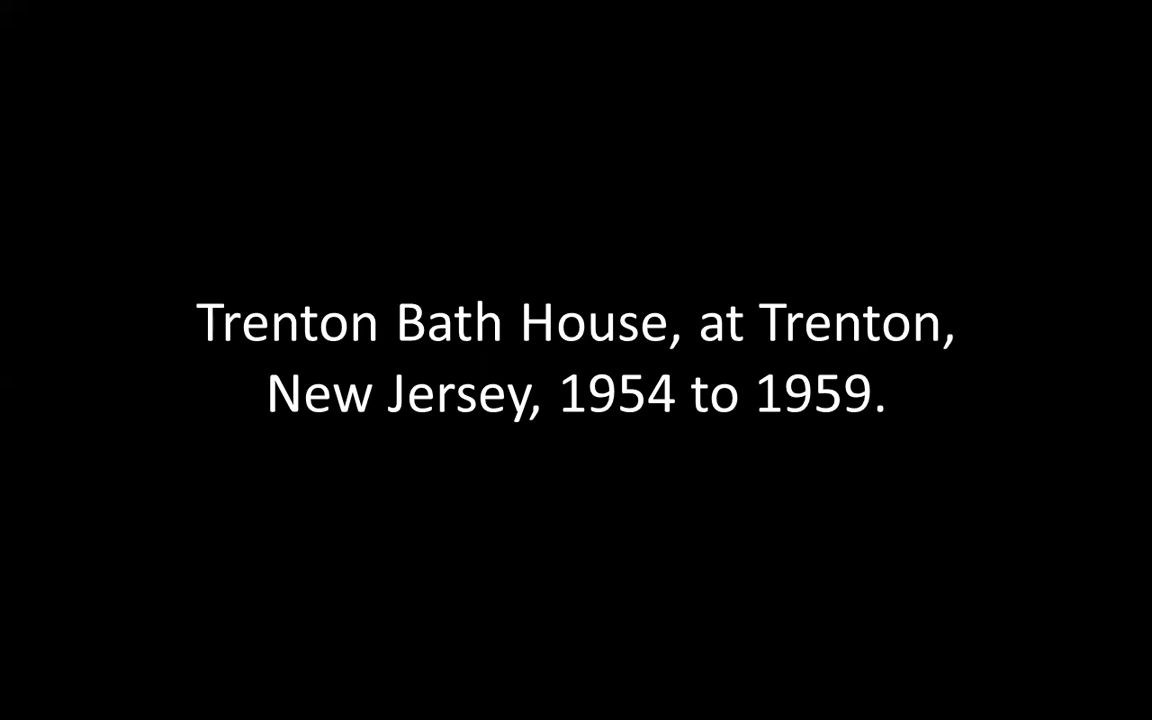 Trenton Bath House, at Trenton,
New Jersey, 1954 to 1959.